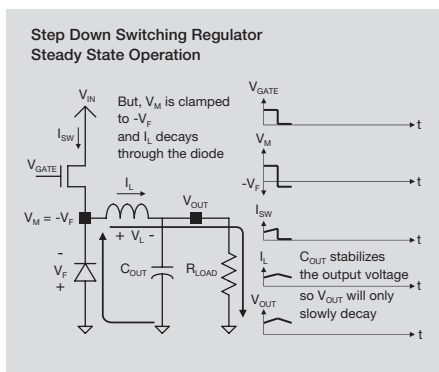 Step Down Switching Regulator
Steady State Operation
VIN
But, VM is clamped
to -VF
and IL decays
through the diode
ISW
VGATE
IL
VOUT
VM = -VF
+ VL -
-
VF
+
COUT
RLOAD
VGATE
t
VM
-VF
t
ISW
t
IL
COUT stabilizes
the output voltage
t
so VOUT will only
slowly decay
VOUT
t